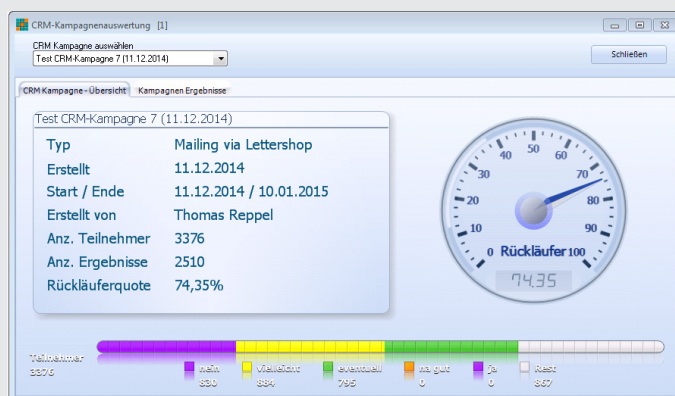 CRM-Kampagnenauswertung [1]
CRM Kampagne auswählen
Test CRM-Kampagne 7 (11.12.2014)
Schließen
CRM Kampagne - Übersicht Kampagnen Ergebnisse
Test CRM-Kampagne 7 (11.12.2014)
Typ Mailing via Lettershop
Erstellt 11.12.2014
Start / Ende 11.12.2014 / 10.01.2015
Erstellt von Thomas Reppel
Anz. Teilnehmer 3376
Anz. Ergebnisse 2510
Rückläuferquote 74,35%
0 10 20 30 40 50 60 70 80 90 100
Rückläufer
74,35
Teilnehmer nein vielleicht eventuell na gut ja Rest
3376 830 884 795 0 0 867